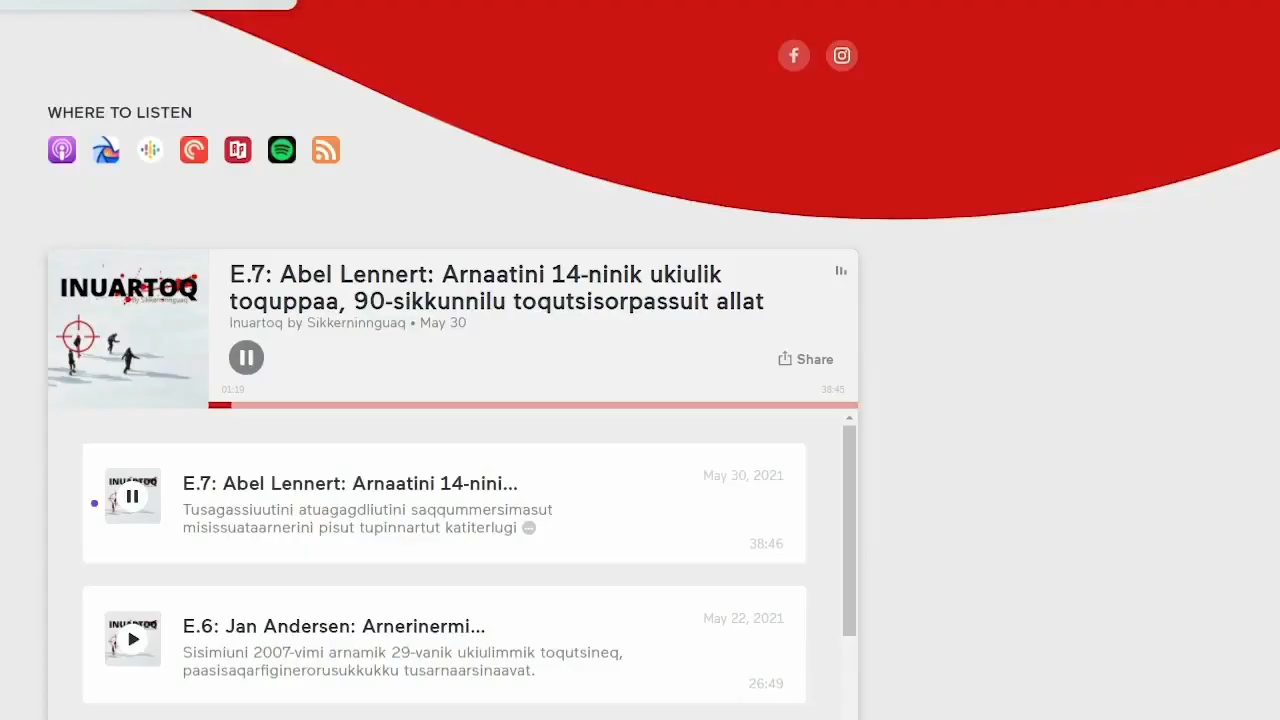 WHERE TO LISTEN
INUARTOQ
by Sikkerninnguaq
E.7: Abel Lennert: Arnaatini 14-ninik ukiulik
toquppaa, 90-sikkunnilu toqutsisorpassuit allat
Inuartoq by Sikkerninnguaq • May 30
Share
01:19
38:45
E.7: Abel Lennert: Arnaatini 14-nini...
May 30, 2021
Tusagassiuutini atuagagdliutini saqqummersimasut
misissuataarnerini pisut tupinnartut katiterlugi
38:46
E.6: Jan Andersen: Arnerinermi...
May 22, 2021
Sisimiuni 2007-vimi arnamik 29-vanik ukiulimmik toqutsineq,
paasisaqarfiginerorusukkukku tusarnaarsinaavat.
26:49